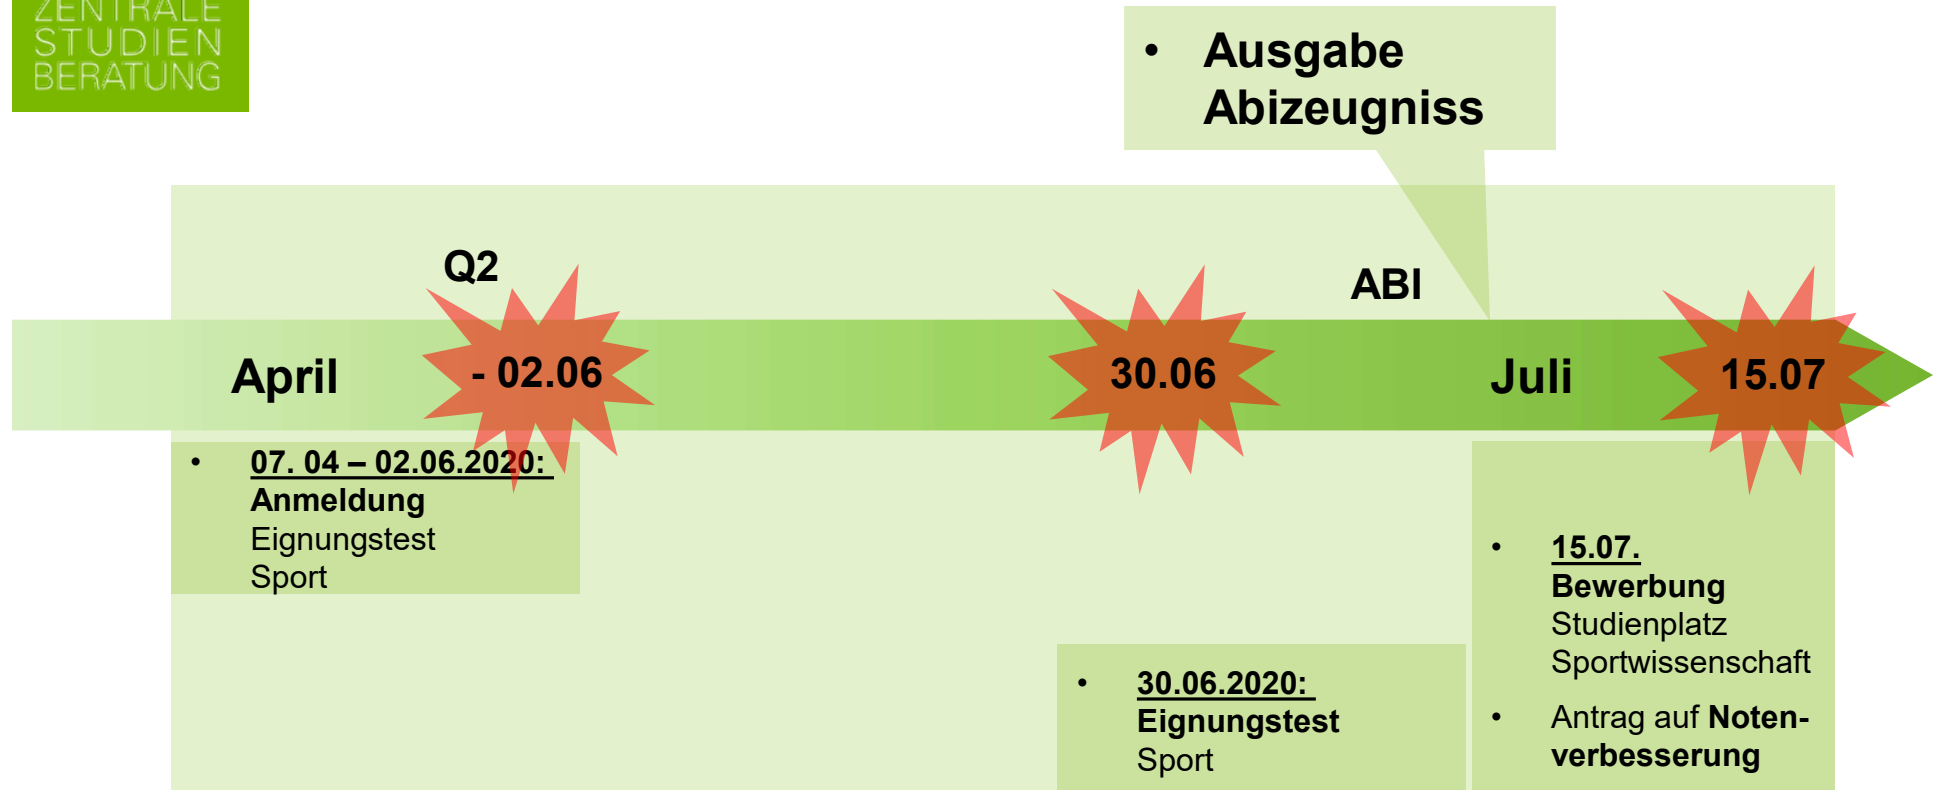 ZENTRALE
STUDIEN
BERATUNG
• Ausgabe
Abizeugniss
Q2
ABI
April
- 02.06
30.06
Juli
15.07
• 07. 04 – 02.06.2020:
Anmeldung
Eignungstest
Sport
• 30.06.2020:
Eignungstest
Sport
• 15.07.
Bewerbung
Studienplatz
Sportwissenschaft
• Antrag auf Noten-
verbesserung